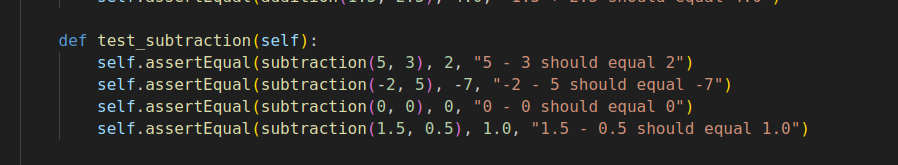 def test_subtraction(self):
self.assertEqual(subtraction(5, 3), 2, "5 - 3 should equal 2")
self.assertEqual(subtraction(-2, 5), -7, "-2 - 5 should equal -7")
self.assertEqual(subtraction(0, 0), 0, "0 - 0 should equal 0")
self.assertEqual(subtraction(1.5, 0.5), 1.0, "1.5 - 0.5 should equal 1.0")